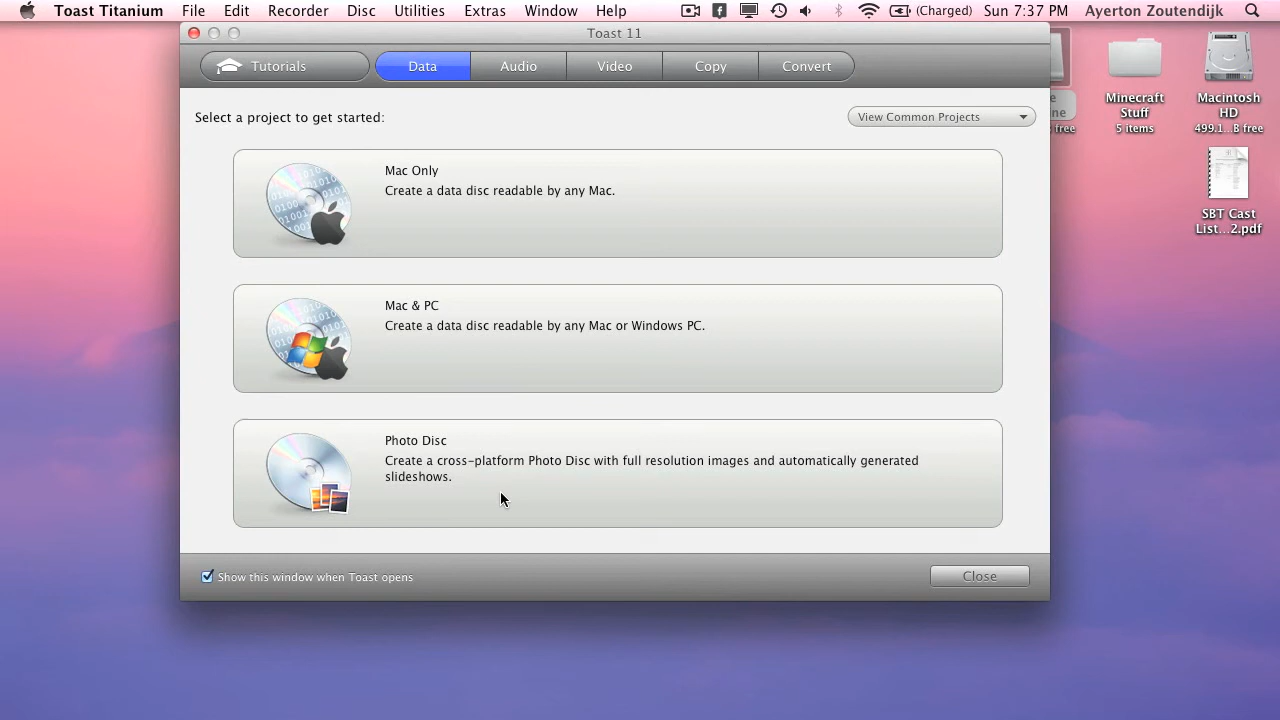 Toast Titanium File Edit Disc Utilities Extras Window Help (Charged) Sun 7:37 PM Ayerton Zoutendijk
Toast 11
Tutorials Data Audio Video Copy Convert
Select a project to get started:
View Common Projects
Mac Only
Create a data disc readable by any Mac.
Mac & PC
Create a data disc readable by any Mac or Windows PC.
Photo Disc
Create a cross-platform Photo Disc with full resolution images and automatically generated
slideshows.
Show this window when Toast opens
Close
Minecraft
Stuff
5 items
Macintosh
HD
499.1...B free
free
SBT Cast
List...2.pdf